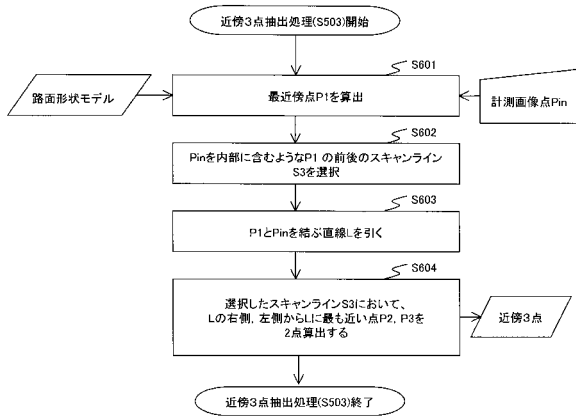 近傍3点抽出処理(S503)開始
S601
路面形状モデル
最近傍点P1を算出
計測画像点Pin
S602
Pinを内部に含むようなP1 の前後のスキャンライン
S3を選択
S603
P1とPinを結ぶ直線Lを引く
S604
選択したスキャンラインS3において、
Lの右側, 左側からLに最も近い点P2, P3を
2点算出する
近傍3点
近傍3点抽出処理(S503)終了